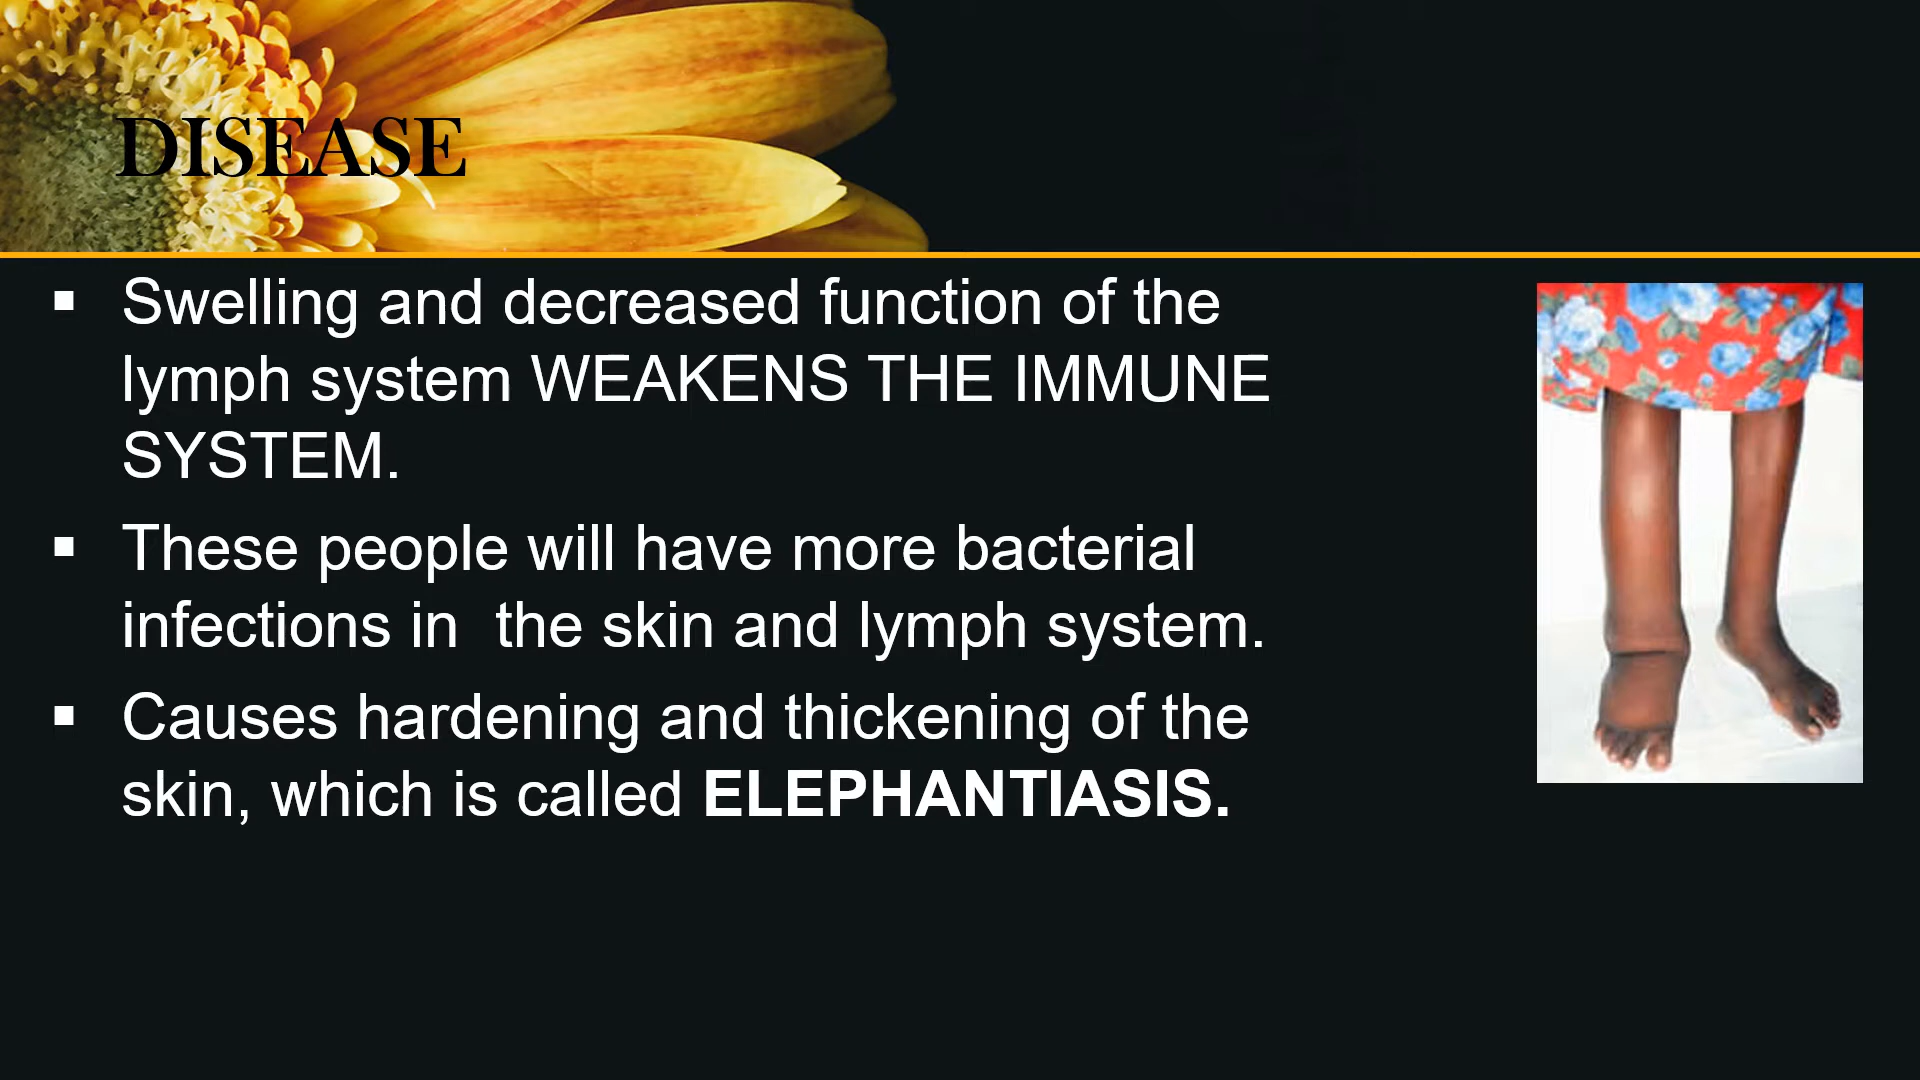 DISEASE
▪ Swelling and decreased function of the
lymph system WEAKENS THE IMMUNE
SYSTEM.
▪ These people will have more bacterial
infections in  the skin and lymph system.
▪ Causes hardening and thickening of the
skin, which is called ELEPHANTIASIS.